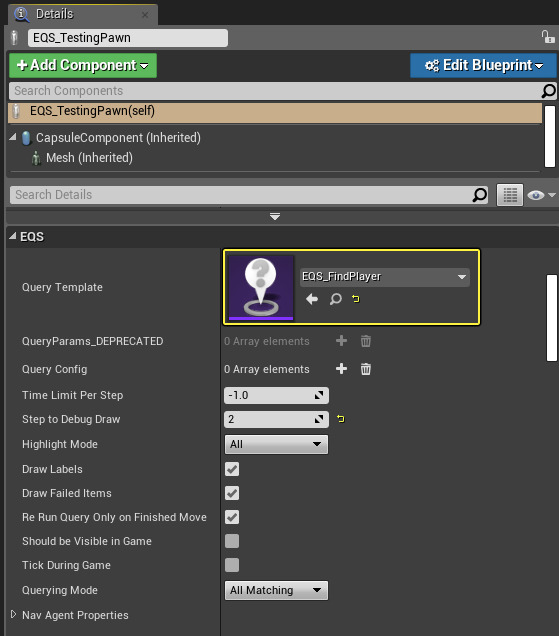 Details
EQS_TestingPawn
Add Component
Edit Blueprint
Search Components
EQS_TestingPawn(self)
CapsuleComponent (Inherited)
Mesh (Inherited)
Search Details
EQS
Query Template
EQS_FindPlayer
QueryParams_DEPRECATED 0 Array elements
Query Config 0 Array elements
Time Limit Per Step -1.0
Step to Debug Draw 2
Highlight Mode All
Draw Labels
Draw Failed Items
Re Run Query Only on Finished Move
Should be Visible in Game
Tick During Game
Querying Mode All Matching
Nav Agent Properties